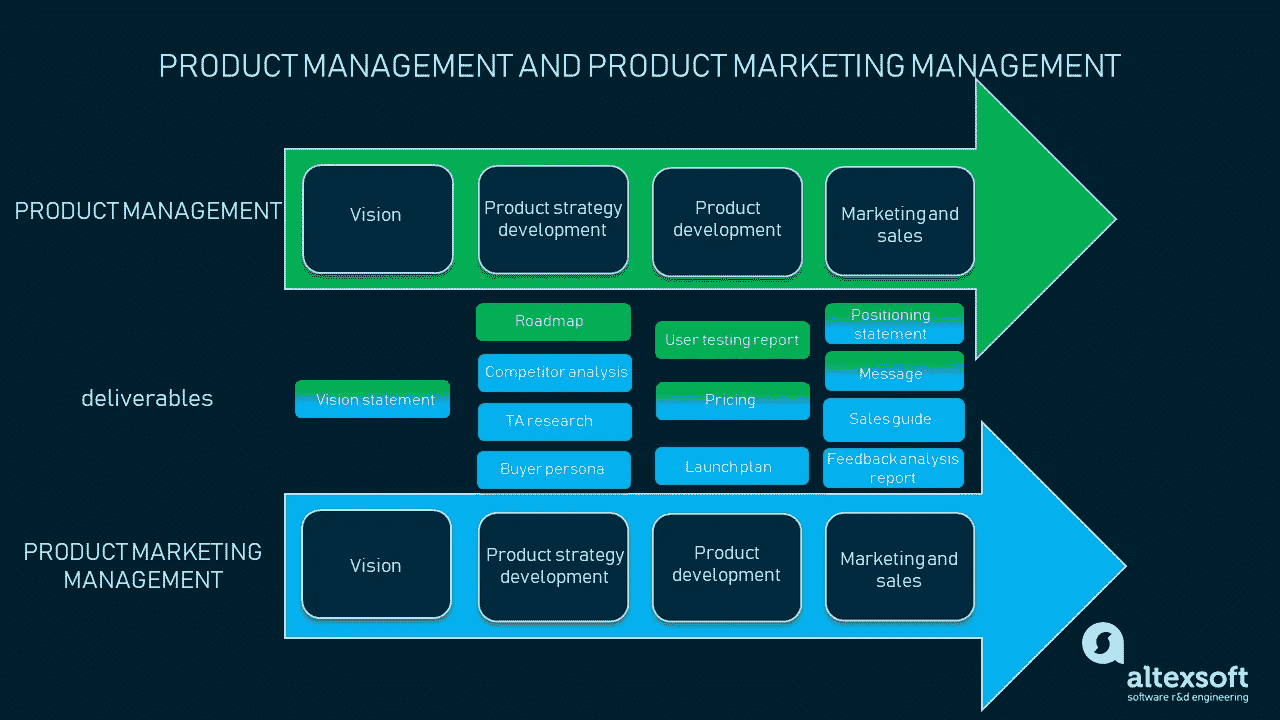 PRODUCT MANAGEMENT AND PRODUCT MARKETING MANAGEMENT
PRODUCT MANAGEMENT
Vision
Product strategy
development
Product
development
Marketing and
sales
deliverables
Vision statement
Roadmap
Competitor analysis
TA research
Buyer persona
User testing report
Pricing
Launch plan
Positioning
statement
Message
Sales guide
Feedback analysis
report
PRODUCT MARKETING
MANAGEMENT
Vision
Product strategy
development
Product
development
Marketing and
sales
altexsoft
software r&d engineering